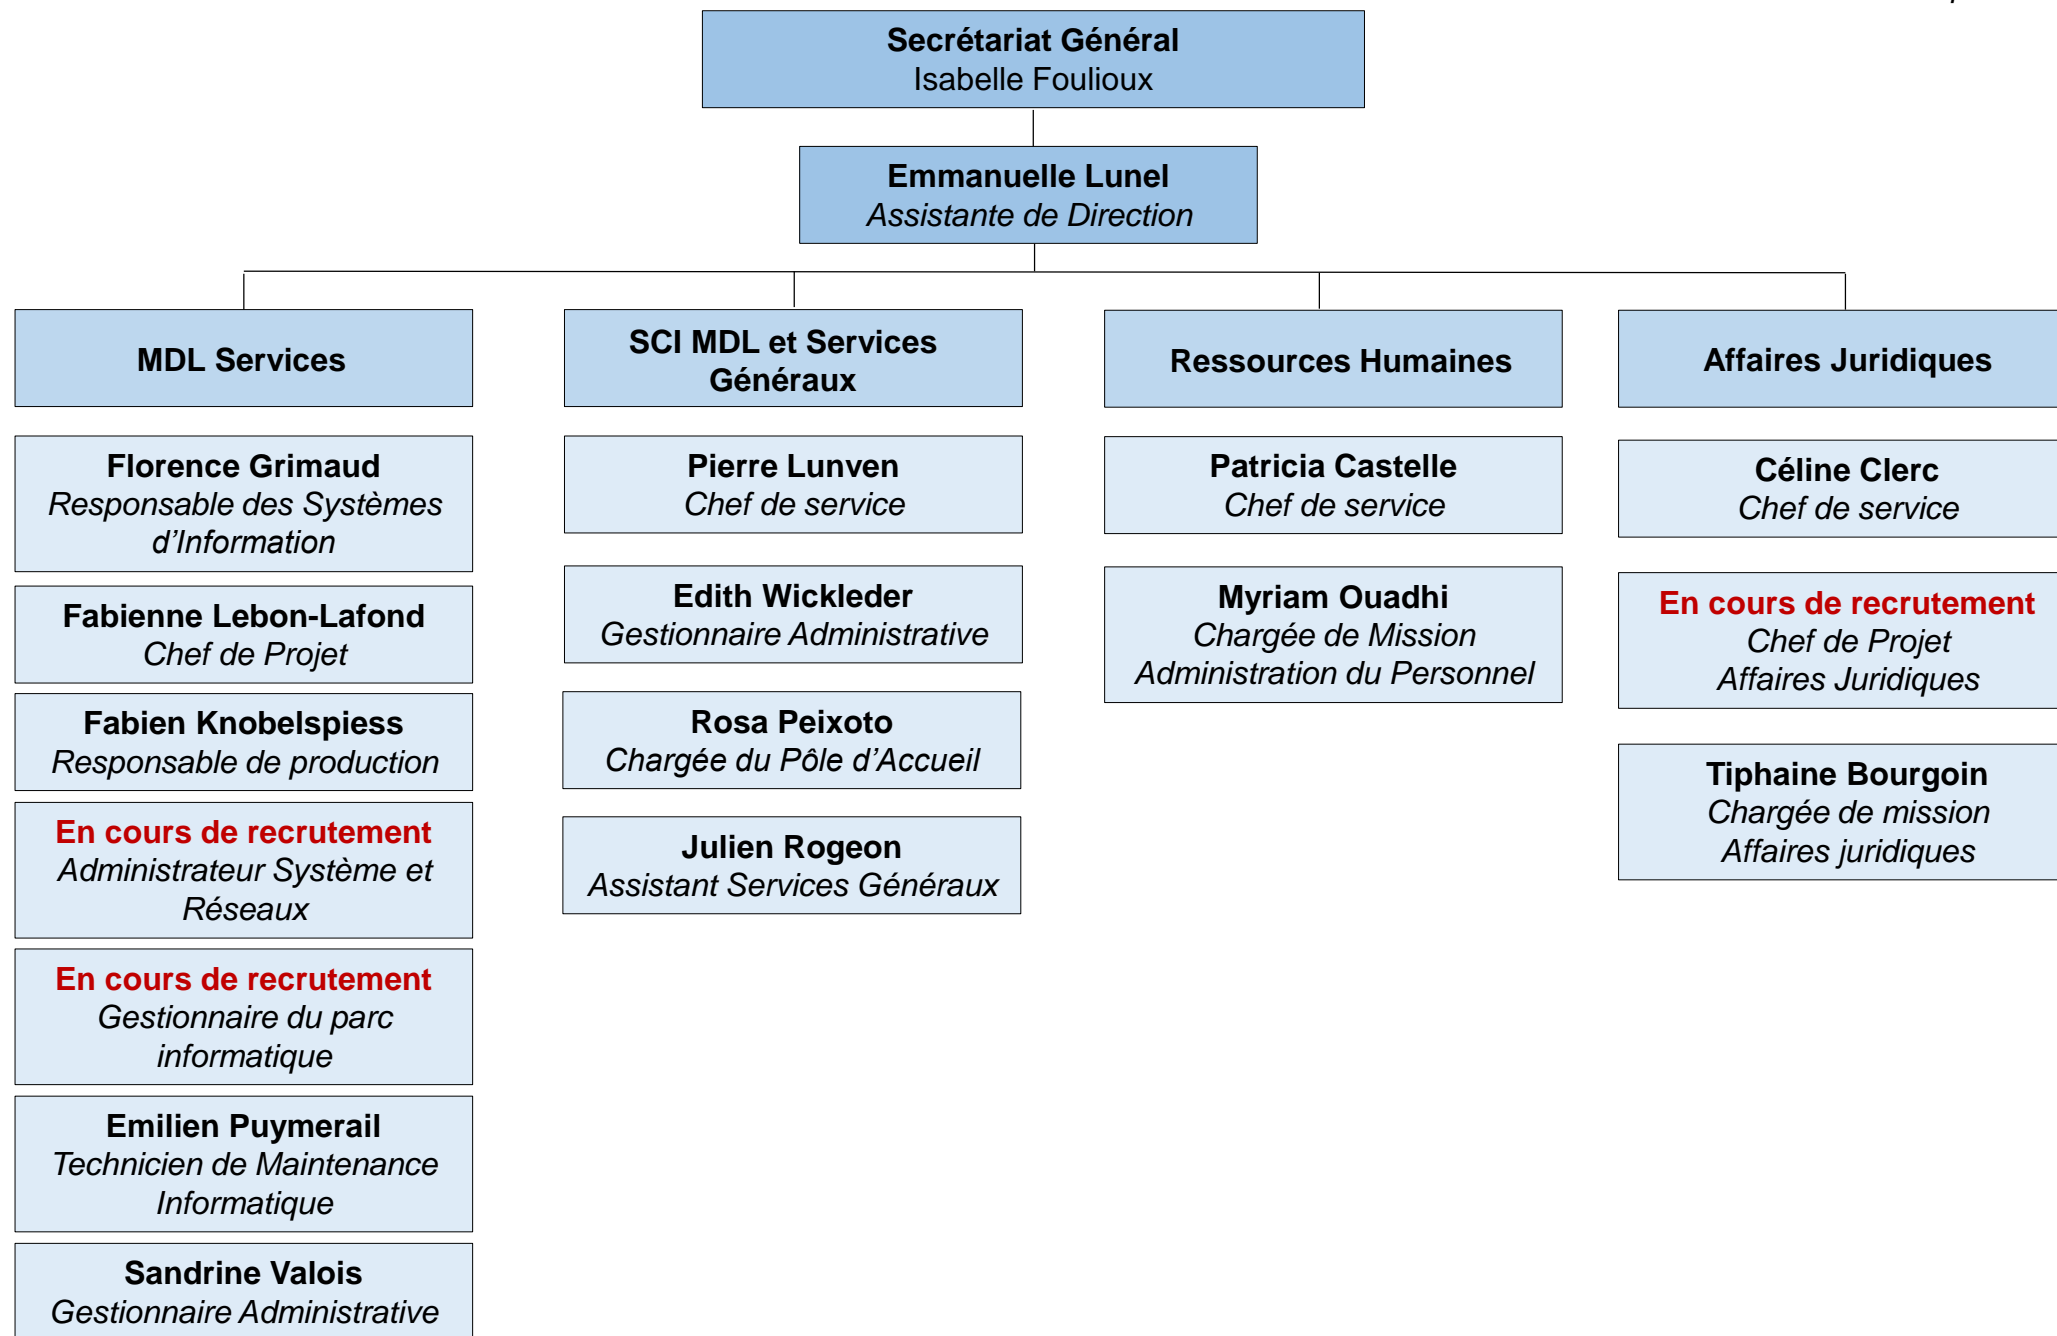 Secrétariat Général
Isabelle Foulioux
Emmanuelle Lunel
Assistante de Direction
MDL Services
Florence Grimaud
Responsable des Systèmes
d’Information
Fabienne Lebon-Lafond
Chef de Projet
Fabien Knobelspiess
Responsable de production
En cours de recrutement
Administrateur Système et
Réseaux
En cours de recrutement
Gestionnaire du parc
informatique
Emilien Puymerail
Technicien de Maintenance
Informatique
Sandrine Valois
Gestionnaire Administrative
SCI MDL et Services
Généraux
Pierre Lunven
Chef de service
Edith Wickleder
Gestionnaire Administrative
Rosa Peixoto
Chargée du Pôle d’Accueil
Julien Rogeon
Assistant Services Généraux
Ressources Humaines
Patricia Castelle
Chef de service
Myriam Ouadhi
Chargée de Mission
Administration du Personnel
Affaires Juridiques
Céline Clerc
Chef de service
En cours de recrutement
Chef de Projet
Affaires Juridiques
Tiphaine Bourgoin
Chargée de mission
Affaires juridiques